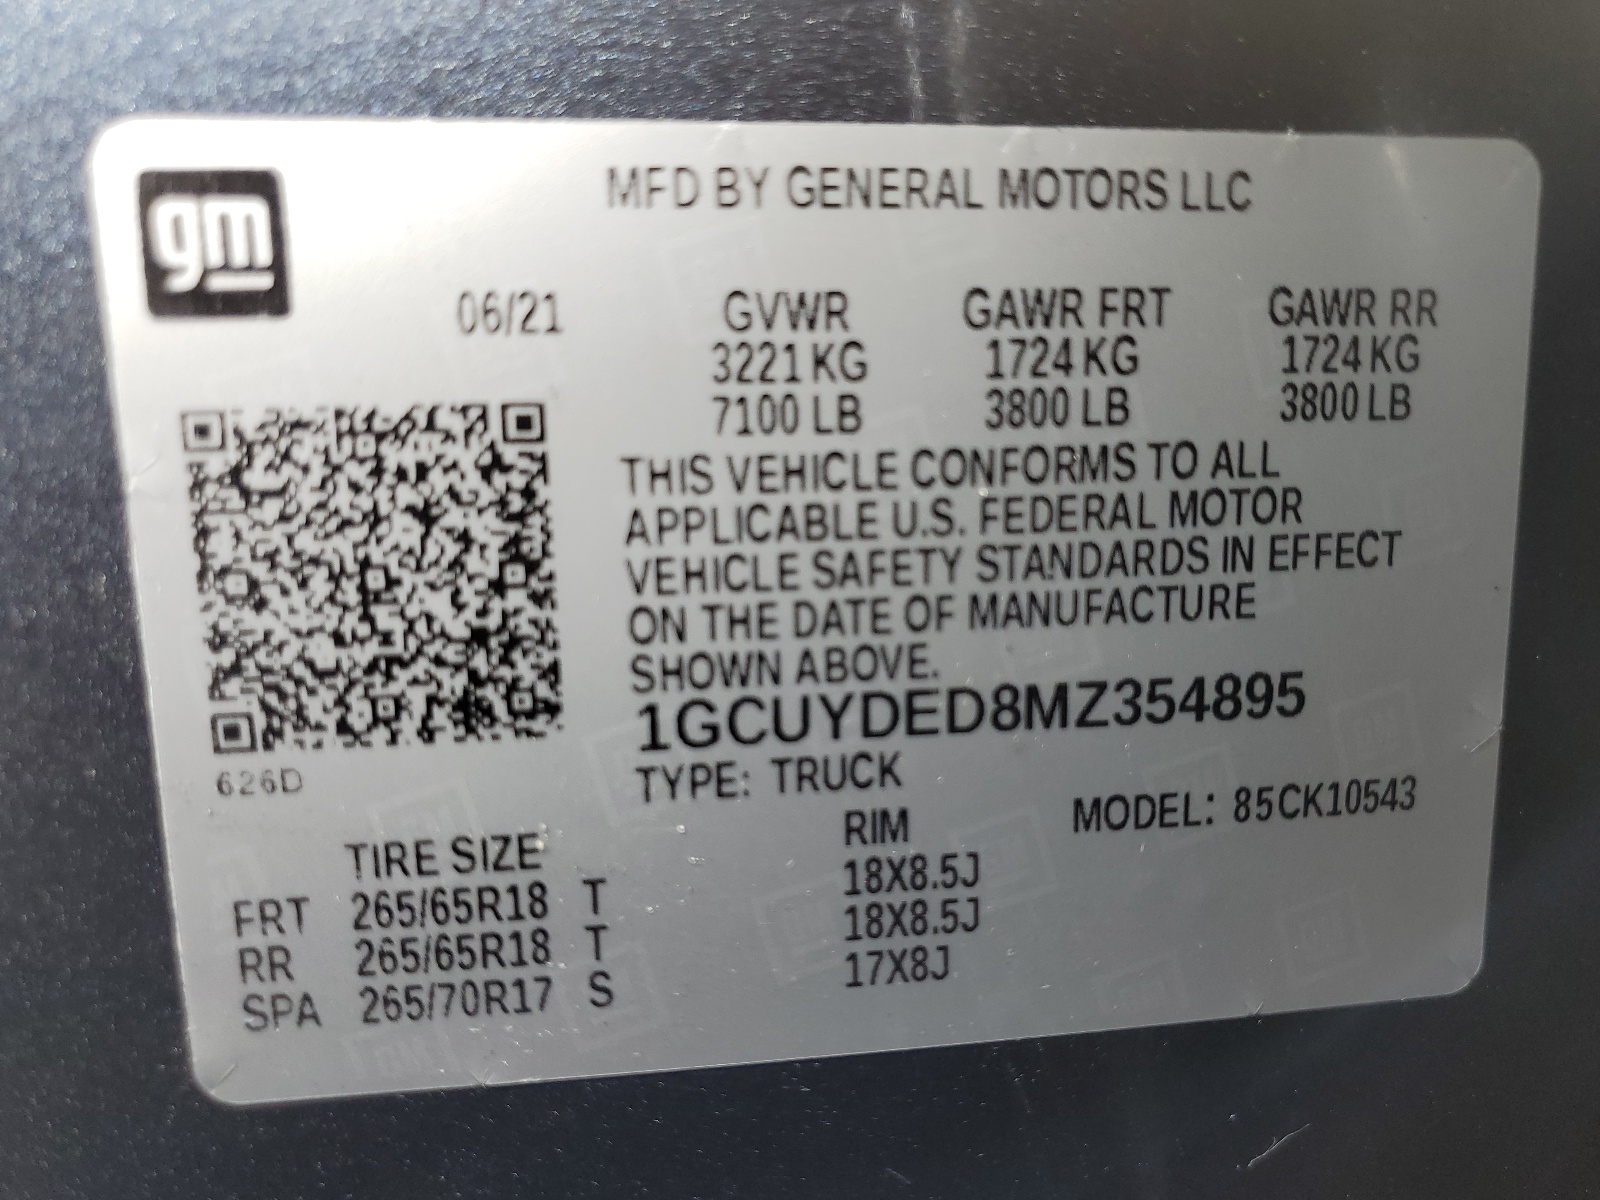 gm
MFD BY GENERAL MOTORS LLC
06/21 GVWR GAWR FRT GAWR RR
3221 KG 1724 KG 1724 KG
7100 LB 3800 LB 3800 LB
THIS VEHICLE CONFORMS TO ALL
APPLICABLE U.S. FEDERAL MOTOR
VEHICLE SAFETY STANDARDS IN EFFECT
ON THE DATE OF MANUFACTURE
SHOWN ABOVE.
1GCUYDED8MZ354895
626D
TYPE: TRUCK MODEL: 85CK10543
TIRE SIZE RIM
FRT 265/65R18 T 18X8.5J
RR 265/65R18 T 18X8.5J
SPA 265/70R17 S 17X8J